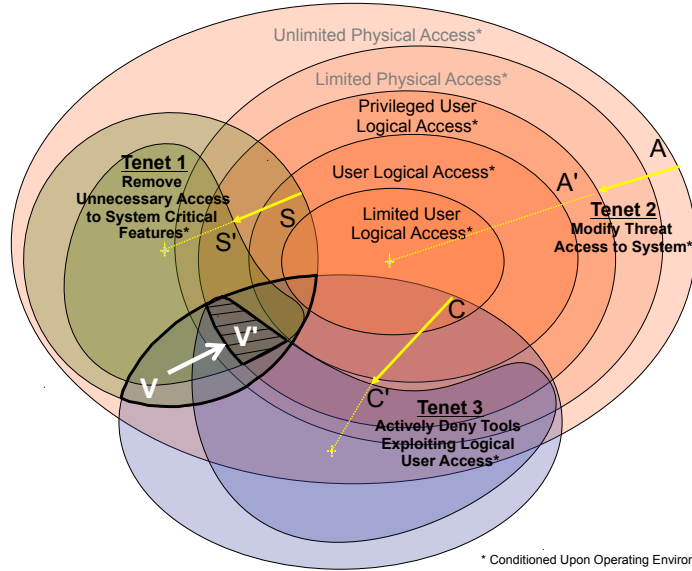 Unlimited Physical Access*
Limited Physical Access*
Privileged User
Logical Access*
User Logical Access*
Limited User
Logical Access*
A
A'
Tenet 1
Remove
Unnecessary Access
to System Critical
Features*
S
S'
Tenet 2
Modify Threat
Access to System*
V
V'
C
C'
Tenet 3
Actively Deny Tools
Exploiting Logical
User Access*
* Conditioned Upon Operating Environ